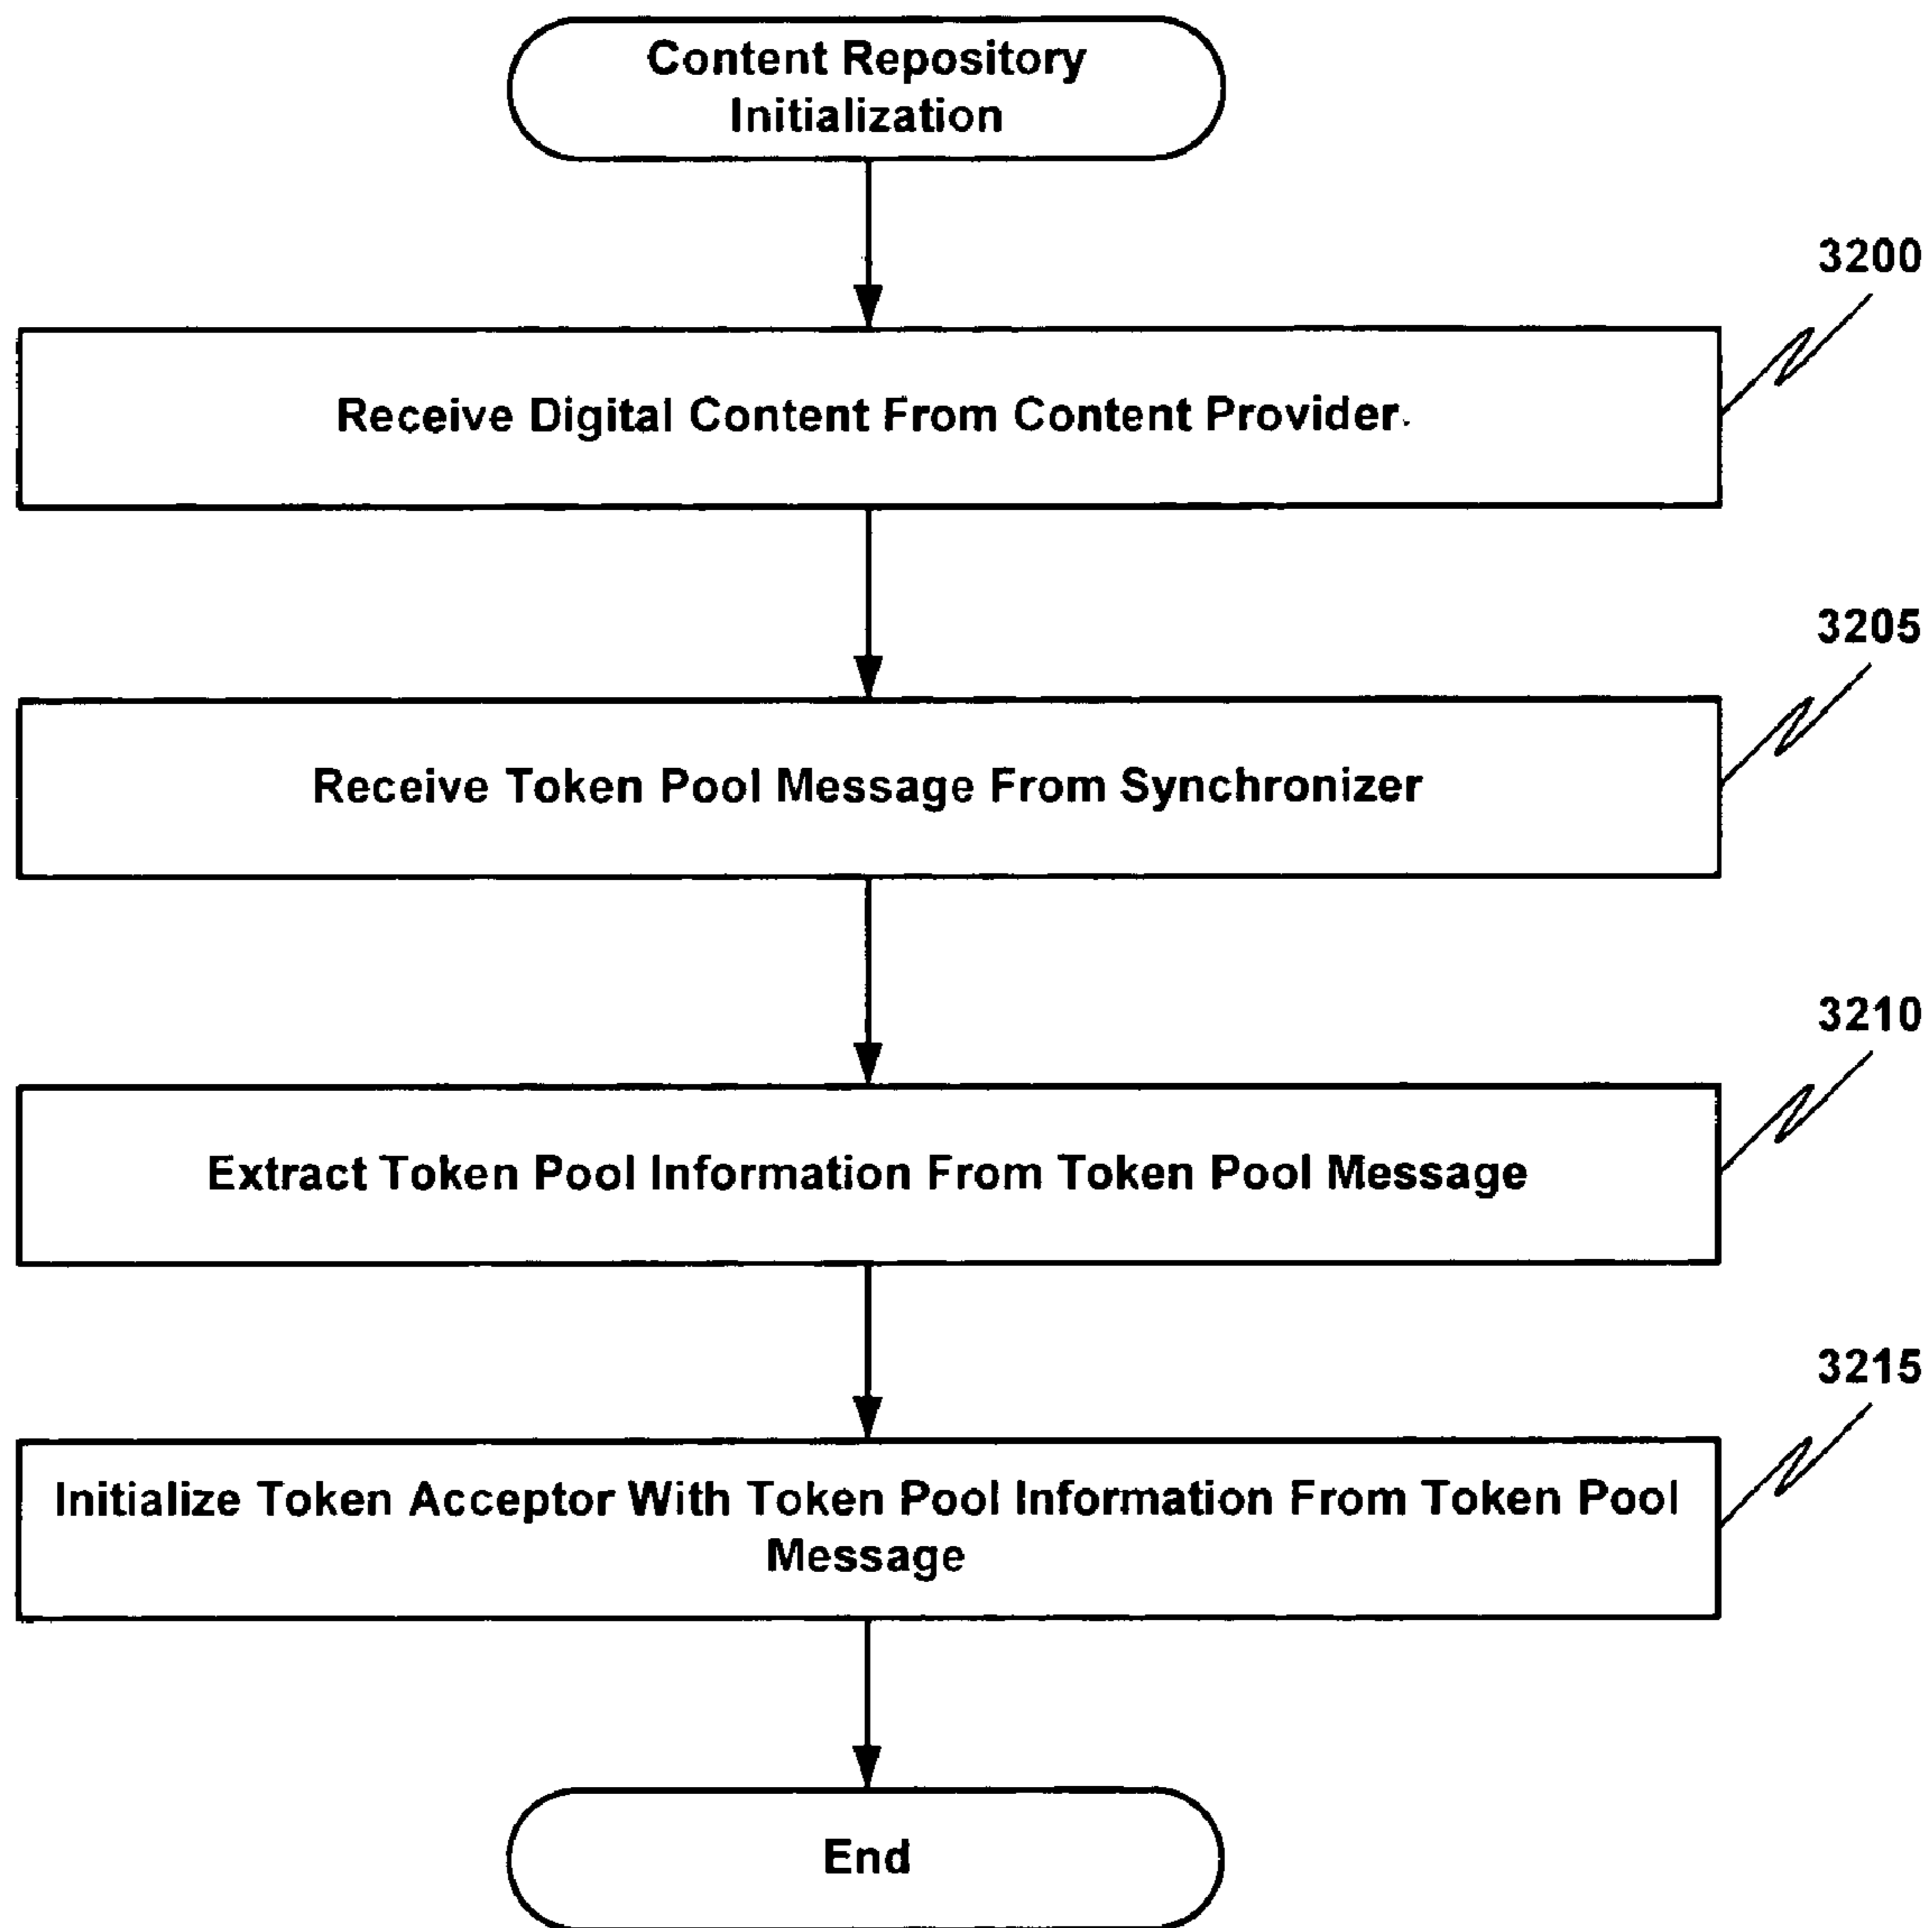 Content Repository
Initialization
3200
Receive Digital Content From Content Provider.
3205
Receive Token Pool Message From Synchronizer
3210
Extract Token Pool Information From Token Pool Message
3215
Initialize Token Acceptor With Token Pool Information From Token Pool
Message
End